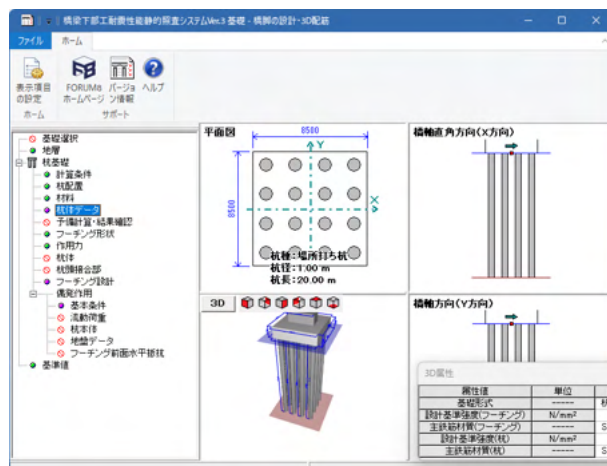 橋梁下部工耐震性能静的照査システムVer.3 基礎 - 橋脚の設計・3D配筋
ファイル ホーム
表示項目の設定
FORUM8ホームページ
バージョン情報
ヘルプ
ホーム サポート
基礎選択
地層
杭基礎
計算条件
杭配置
材料
杭体データ
予備計算・結果確認
フーチング形状
作用力
杭体
杭頭接合部
フーチング設計
偶発作用
基本条件
流動荷重
杭本体
地盤データ
フーチング前面水平抵抗
基準値
平面図
8500
Y
8500
X
杭種:場所打ち杭
杭径:1.00 m
杭長:20.00 m
橋軸直角方向(X方向)
3D
橋軸方向(Y方向)
3D属性
属性値 単位
基礎形式 -----
設計基準強度(フーチング) N/mm²
主鉄筋材質(フーチング) ----- S
設計基準強度(杭) N/mm²
主鉄筋材質(杭) ----- S